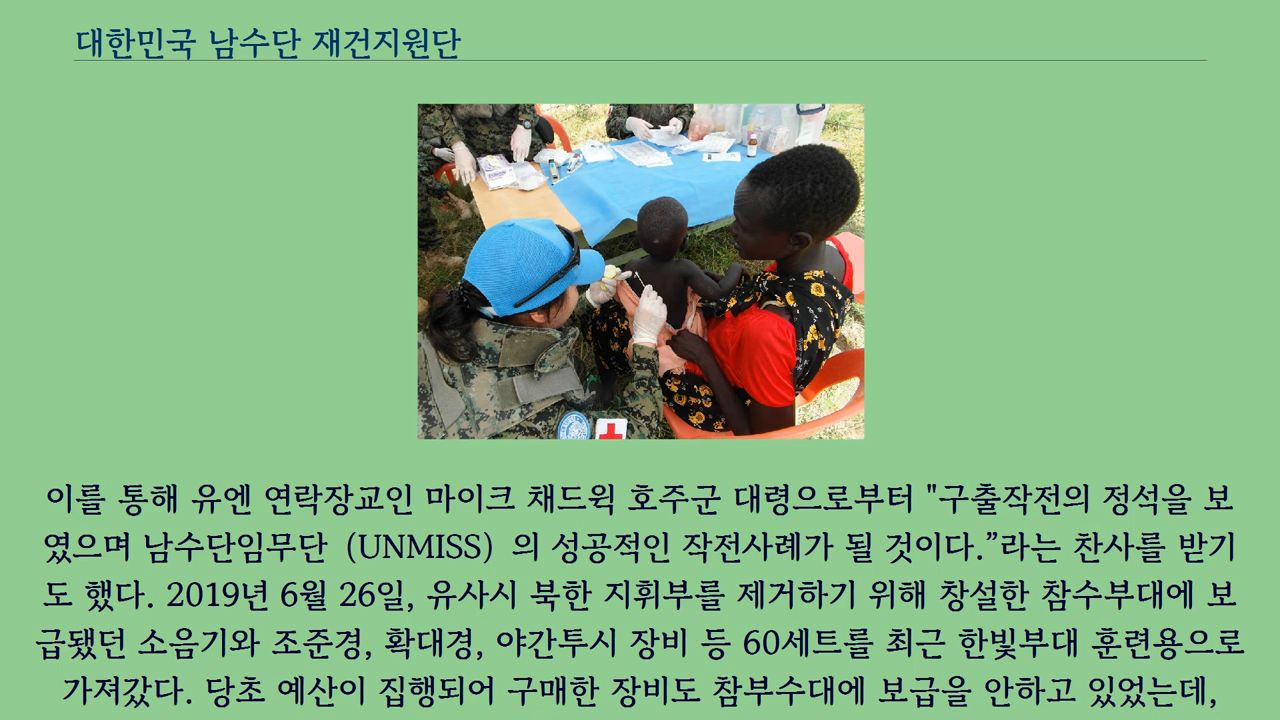 대한민국 남수단 재건지원단
이를 통해 유엔 연락장교인 마이크 채드윅 호주군 대령으로부터 "구출작전의 정석을 보
였으며 남수단임무단 (UNMISS) 의 성공적인 작전사례가 될 것이다.”라는 찬사를 받기
도 했다. 2019년 6월 26일, 유사시 북한 지휘부를 제거하기 위해 창설한 참수부대에 보
급됐던 소음기와 조준경, 확대경, 야간투시 장비 등 60세트를 최근 한빛부대 훈련용으로
가져갔다. 당초 예산이 집행되어 구매한 장비도 참부수대에 보급을 안하고 있었는데,